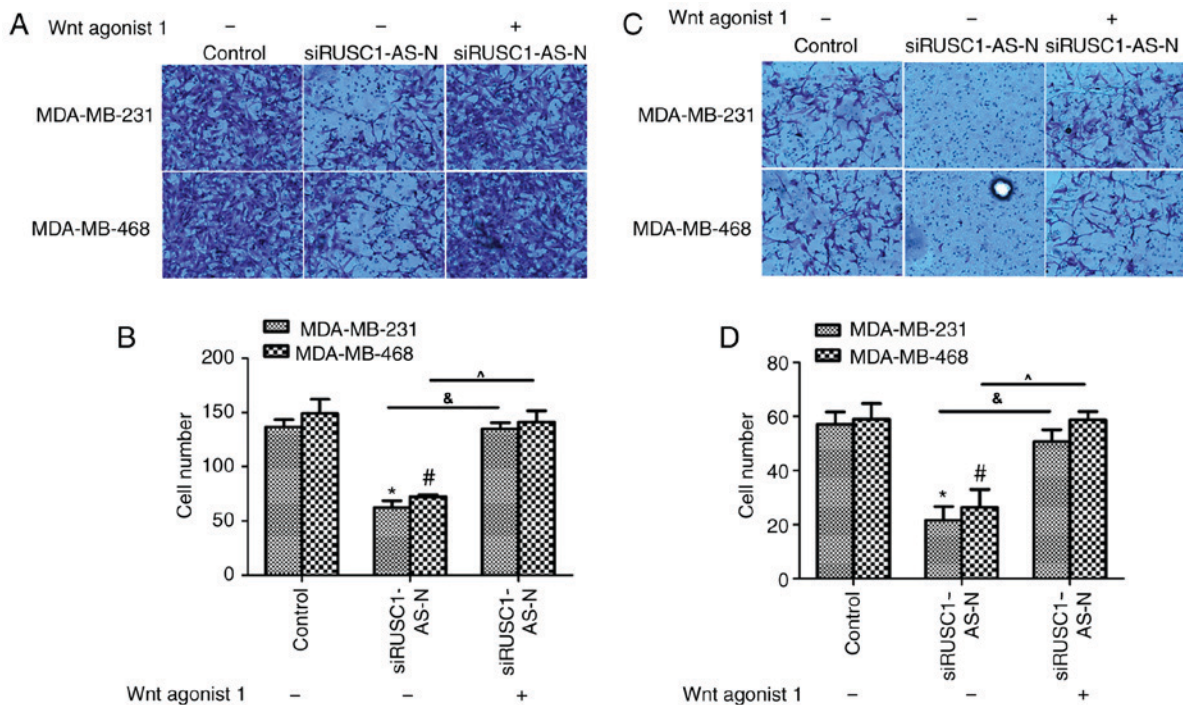 A
Wnt agonist 1 – – +
Control siRUSC1-AS-N siRUSC1-AS-N
MDA-MB-231
MDA-MB-468
C
Wnt agonist 1 – – +
Control siRUSC1-AS-N siRUSC1-AS-N
MDA-MB-231
MDA-MB-468
B
MDA-MB-231
MDA-MB-468
200
150
100
50
0
Cell number
* # & ^
Control
siRUSC1-
AS-N
siRUSC1-
AS-N
Wnt agonist 1 – – +
D
MDA-MB-231
MDA-MB-468
80
60
40
20
0
Cell number
* # & ^
Control
siRUSC1–
AS-N
siRUSC1–
AS-N
Wnt agonist 1 – – +